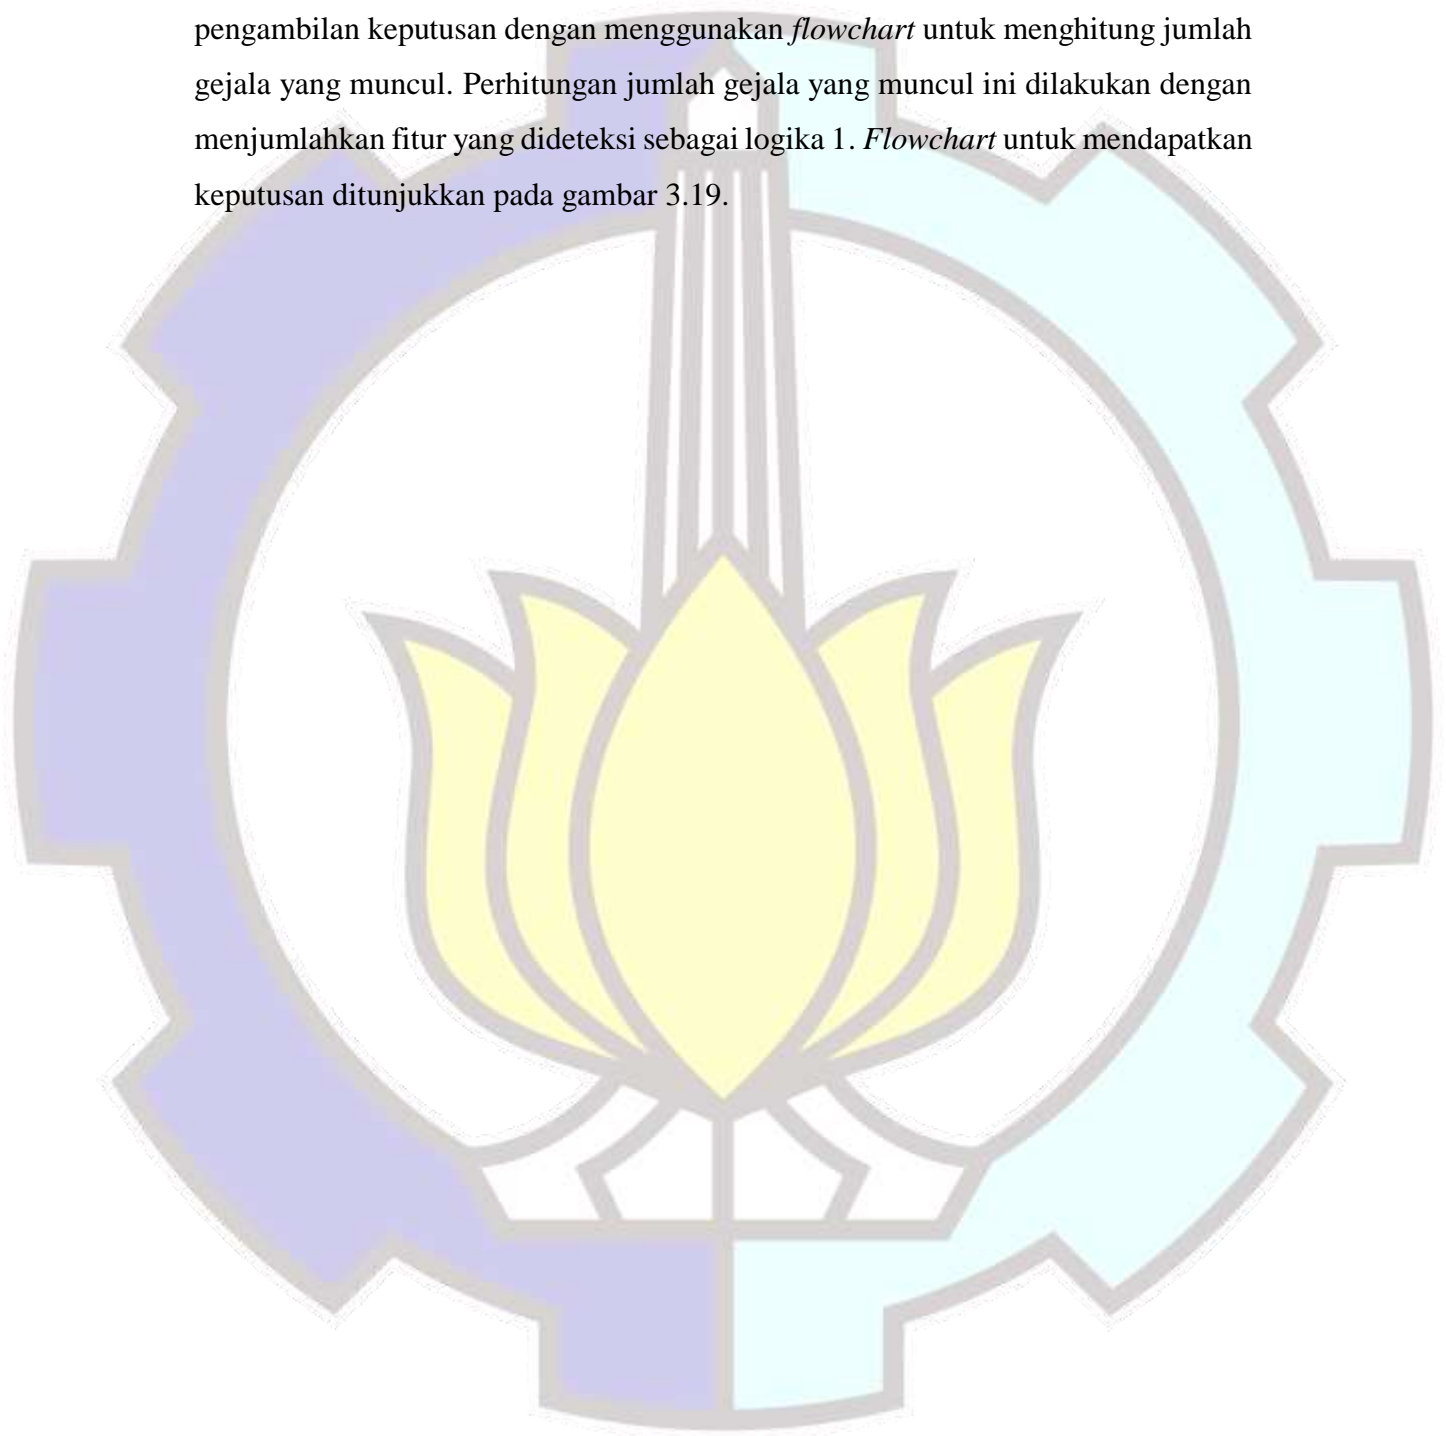 pengambilan keputusan dengan menggunakan flowchart untuk menghitung jumlah
gejala yang muncul. Perhitungan jumlah gejala yang muncul ini dilakukan dengan
menjumlahkan fitur yang dideteksi sebagai logika 1. Flowchart untuk mendapatkan
keputusan ditunjukkan pada gambar 3.19.